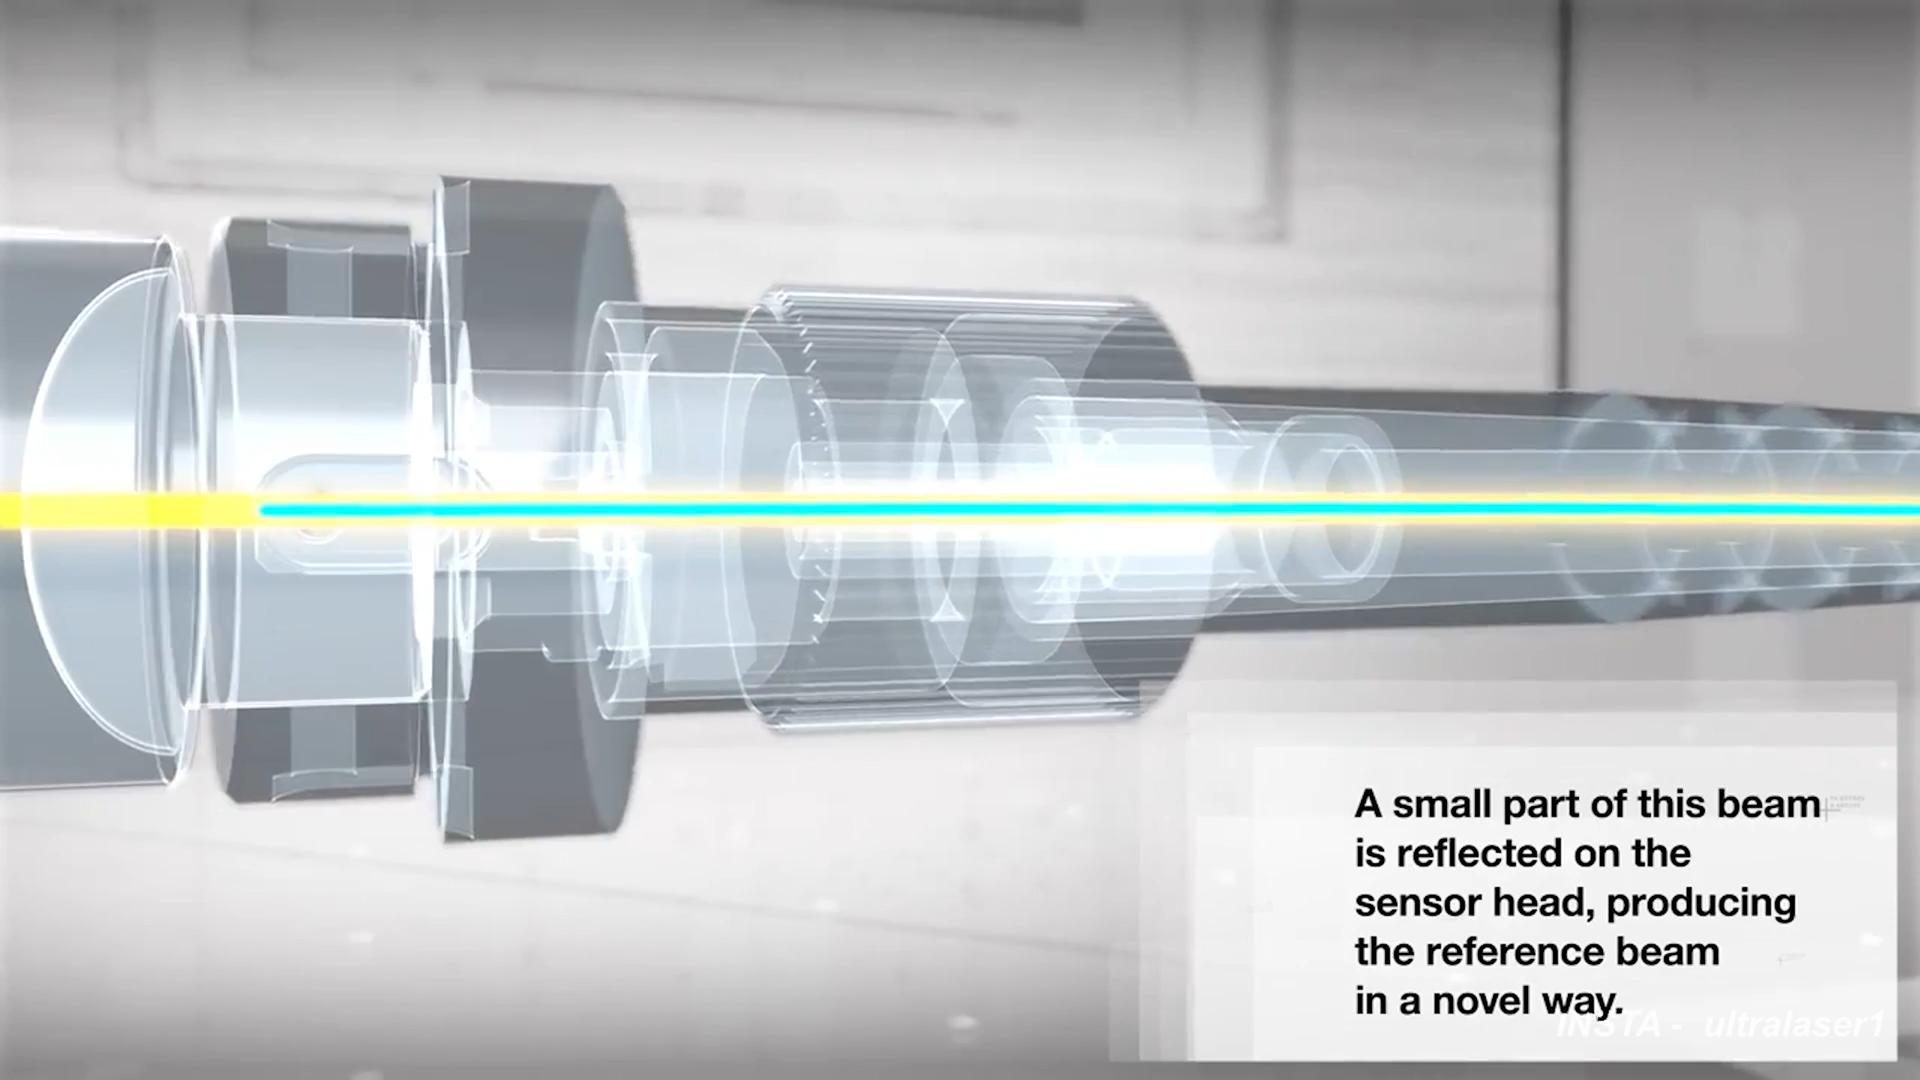 A small part of this beam
is reflected on the
sensor head, producing
the reference beam
in a novel way.
INSTA - ultralaser1